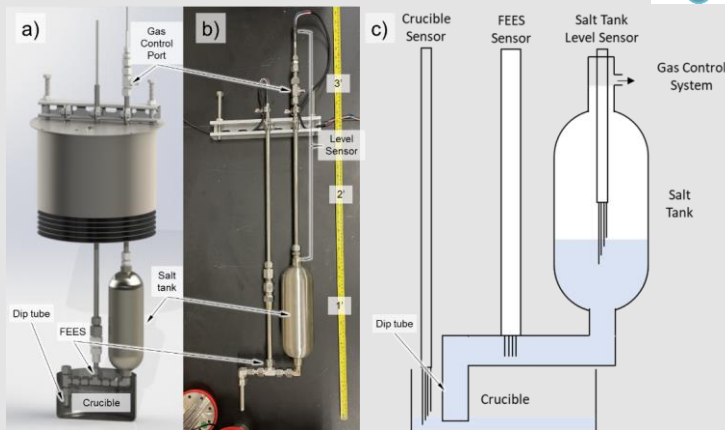 a)
Gas
Control
Port
Salt
tank
Dip
tube
FEES
Crucible
b)
3'
Level
Sensor
2'
1'
c)
Crucible
Sensor
FEES
Sensor
Salt Tank
Level Sensor
Gas Control
System
Salt
Tank
Dip tube
Crucible